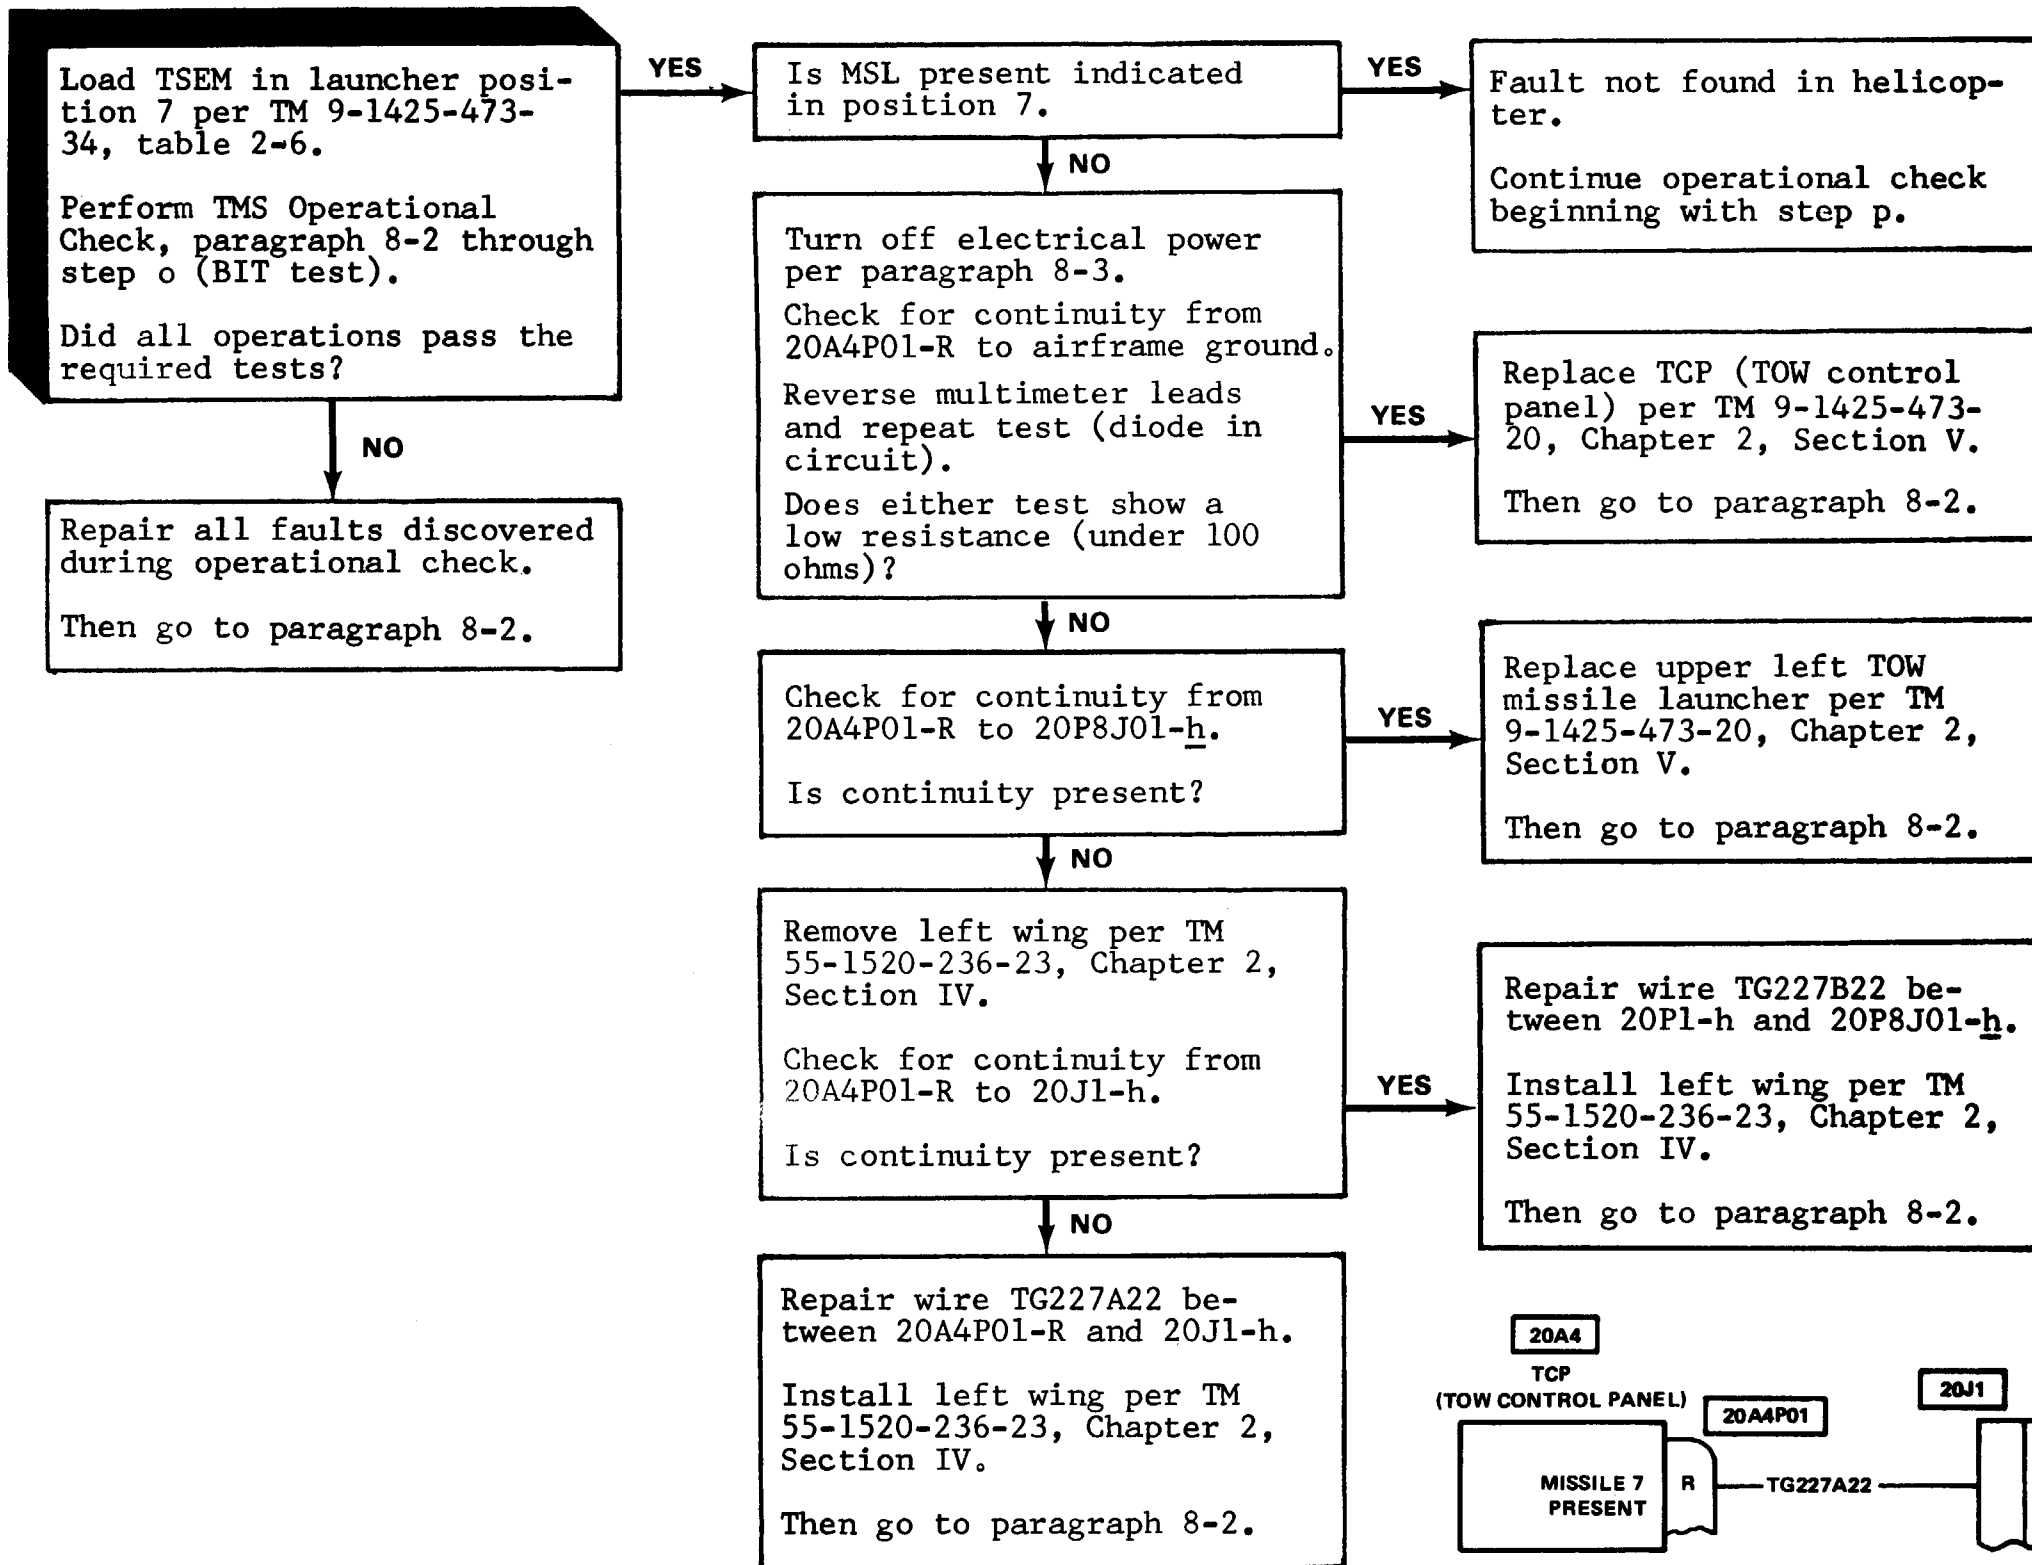 Load TSEM in launcher posi-
tion 7 per TM 9-1425-473-
34, table 2-6.
Perform TMS Operational
Check, paragraph 8-2 through
step o (BIT test).
Did all operations pass the
required tests?
YES
NO
Repair all faults discovered
during operational check.
Then go to paragraph 8-2.
Is MSL present indicated
in position 7.
YES
NO
Fault not found in helicop-
ter.
Continue operational check
beginning with step p.
Turn off electrical power
per paragraph 8-3.
Check for continuity from
20A4P01-R to airframe ground.
Reverse multimeter leads
and repeat test (diode in
circuit).
Does either test show a
low resistance (under 100
ohms)?
YES
NO
Replace TCP (TOW control
panel) per TM 9-1425-473-
20, Chapter 2, Section V.
Then go to paragraph 8-2.
Check for continuity from
20A4P01-R to 20P8J01-h.
Is continuity present?
YES
NO
Replace upper left TOW
missile launcher per TM
9-1425-473-20, Chapter 2,
Section V.
Then go to paragraph 8-2.
Remove left wing per TM
55-1520-236-23, Chapter 2,
Section IV.
Check for continuity from
20A4P01-R to 20J1-h.
Is continuity present?
YES
NO
Repair wire TG227B22 be-
tween 20P1-h and 20P8J01-h.
Install left wing per TM
55-1520-236-23, Chapter 2,
Section IV.
Then go to paragraph 8-2.
Repair wire TG227A22 be-
tween 20A4P01-R and 20J1-h.
Install left wing per TM
55-1520-236-23, Chapter 2,
Section IV.
Then go to paragraph 8-2.
20A4
TCP
(TOW CONTROL PANEL)
20A4P01
20J1
MISSILE 7
PRESENT
R
TG227A22